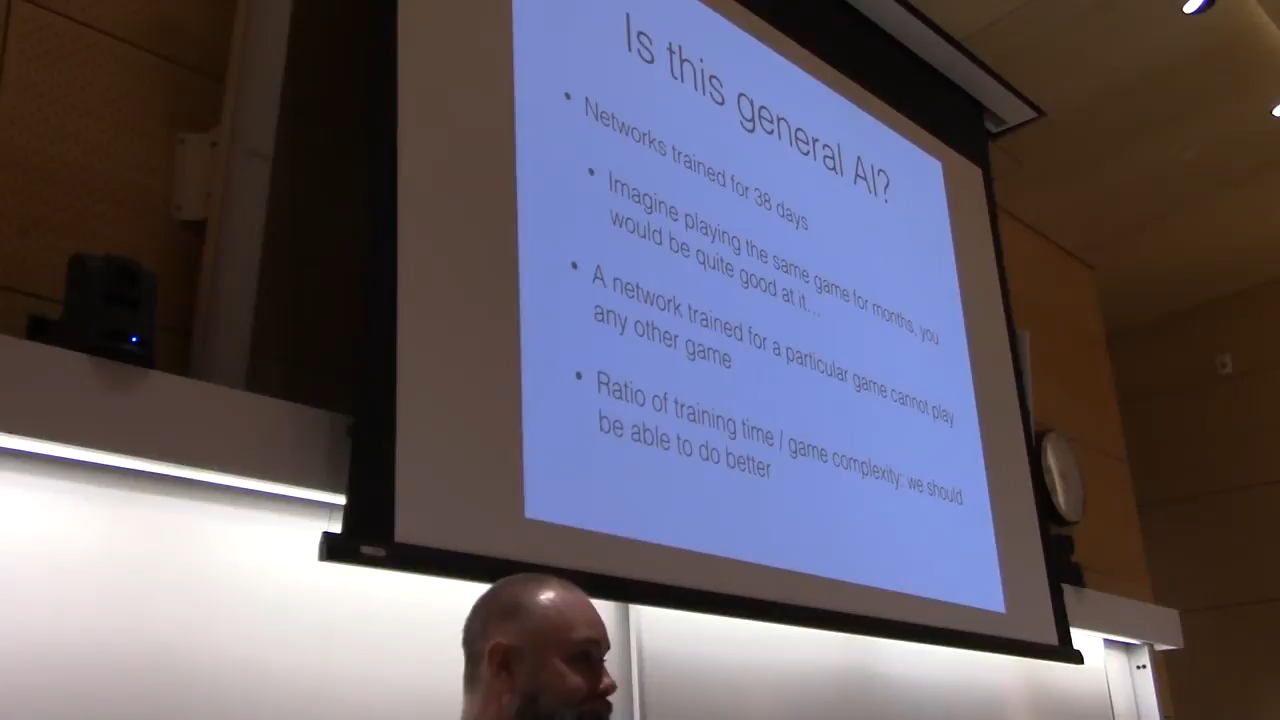 Is this general AI?
• Networks trained for 38 days
• Imagine playing the same game for months, you
would be quite good at it...
• A network trained for a particular game cannot play
any other game
• Ratio of training time / game complexity: we should
be able to do better